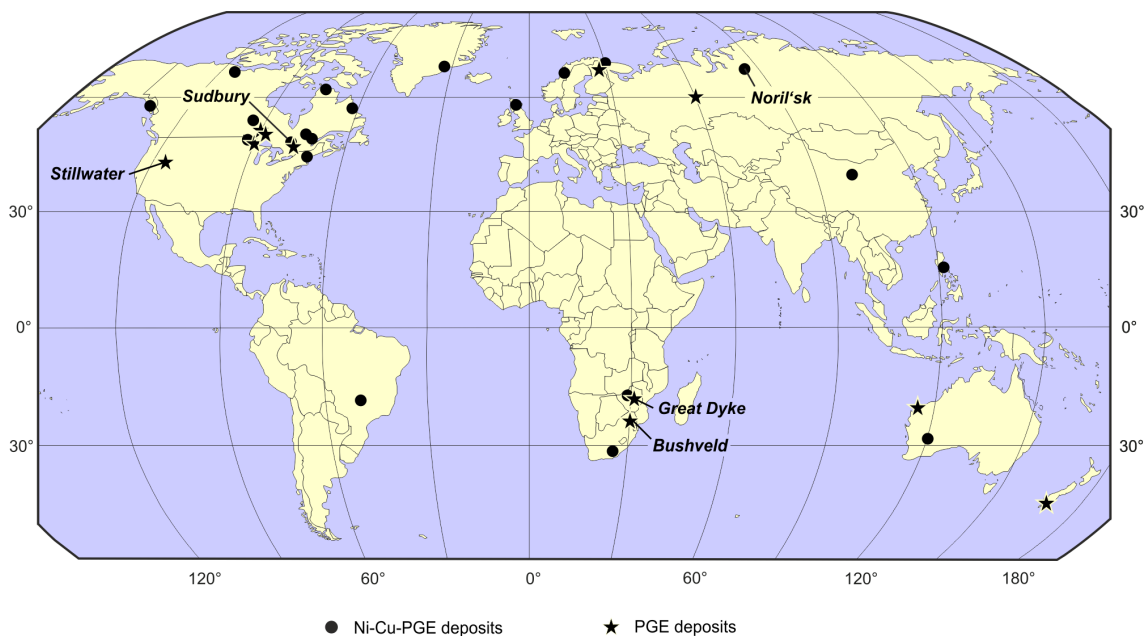 Sudbury
Noril‘sk
Stillwater
30°
30°
0°
0°
Great Dyke
Bushveld
30°
30°
120°
60°
0°
60°
120°
180°
Ni-Cu-PGE deposits
PGE deposits